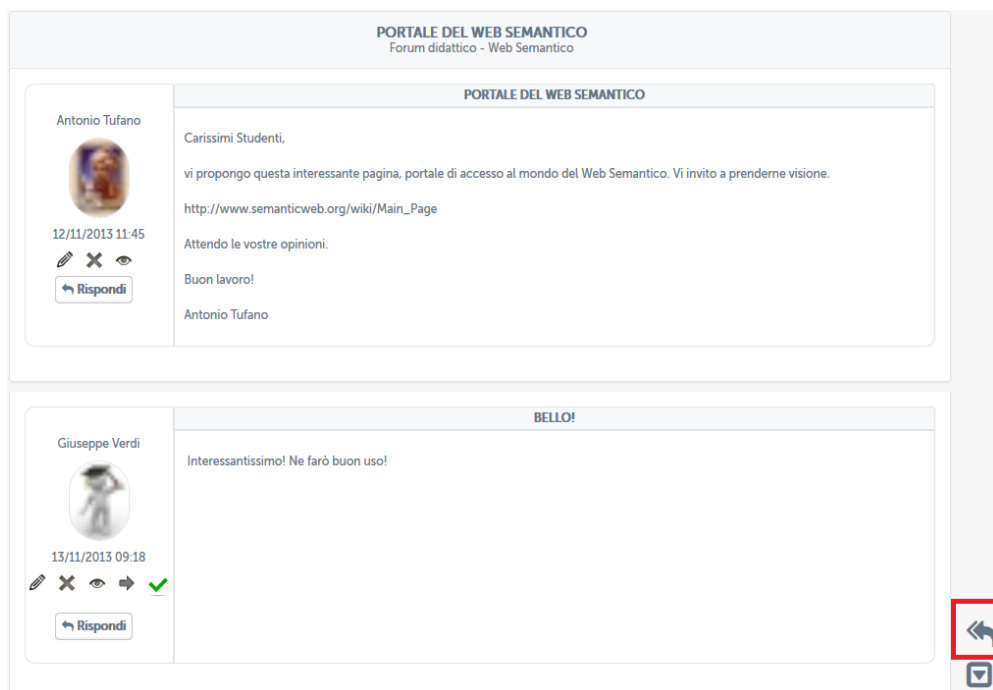 PORTALE DEL WEB SEMANTICO
Forum didattico - Web Semantico
PORTALE DEL WEB SEMANTICO
Antonio Tufano
Carissimi Studenti,
vi propongo questa interessante pagina, portale di accesso al mondo del Web Semantico. Vi invito a prenderne visione.
http://www.semanticweb.org/wiki/Main_Page
12/11/2013 11:45
Attendo le vostre opinioni.
Buon lavoro!
Rispondi
Antonio Tufano
BELLO!
Giuseppe Verdi
Interessantissimo! Ne farò buon uso!
13/11/2013 09:18
Rispondi